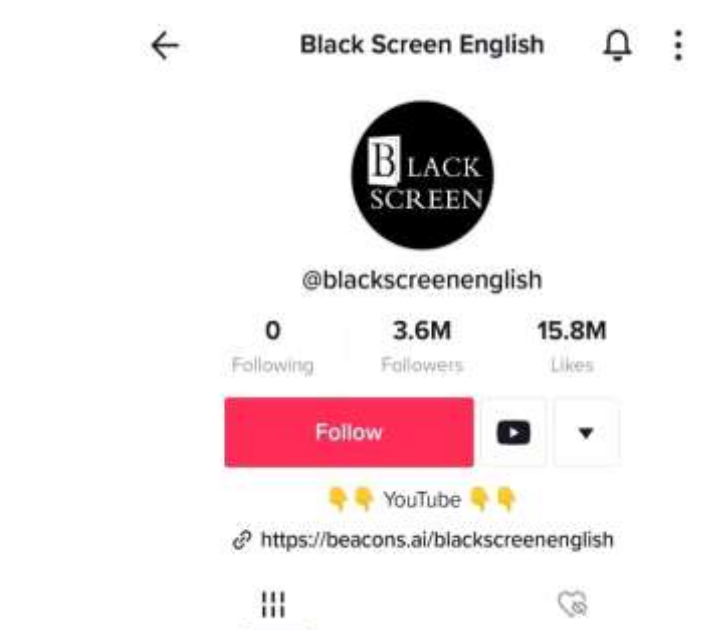 Black Screen English
BLACK
SCREEN
@blackscreenenglish
0 3.6M 15.8M
Following Followers Likes
Follow
👇👇 YouTube 👇👇
https://beacons.ai/blackscreenenglish